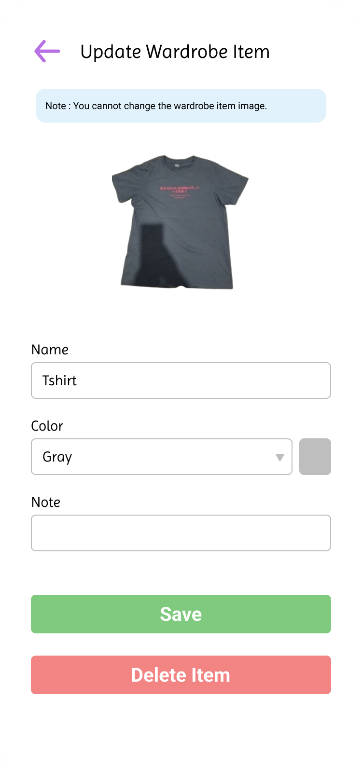 Update Wardrobe Item
Note : You cannot change the wardrobe item image.
Name
Tshirt
Color
Gray
Note
Save
Delete Item